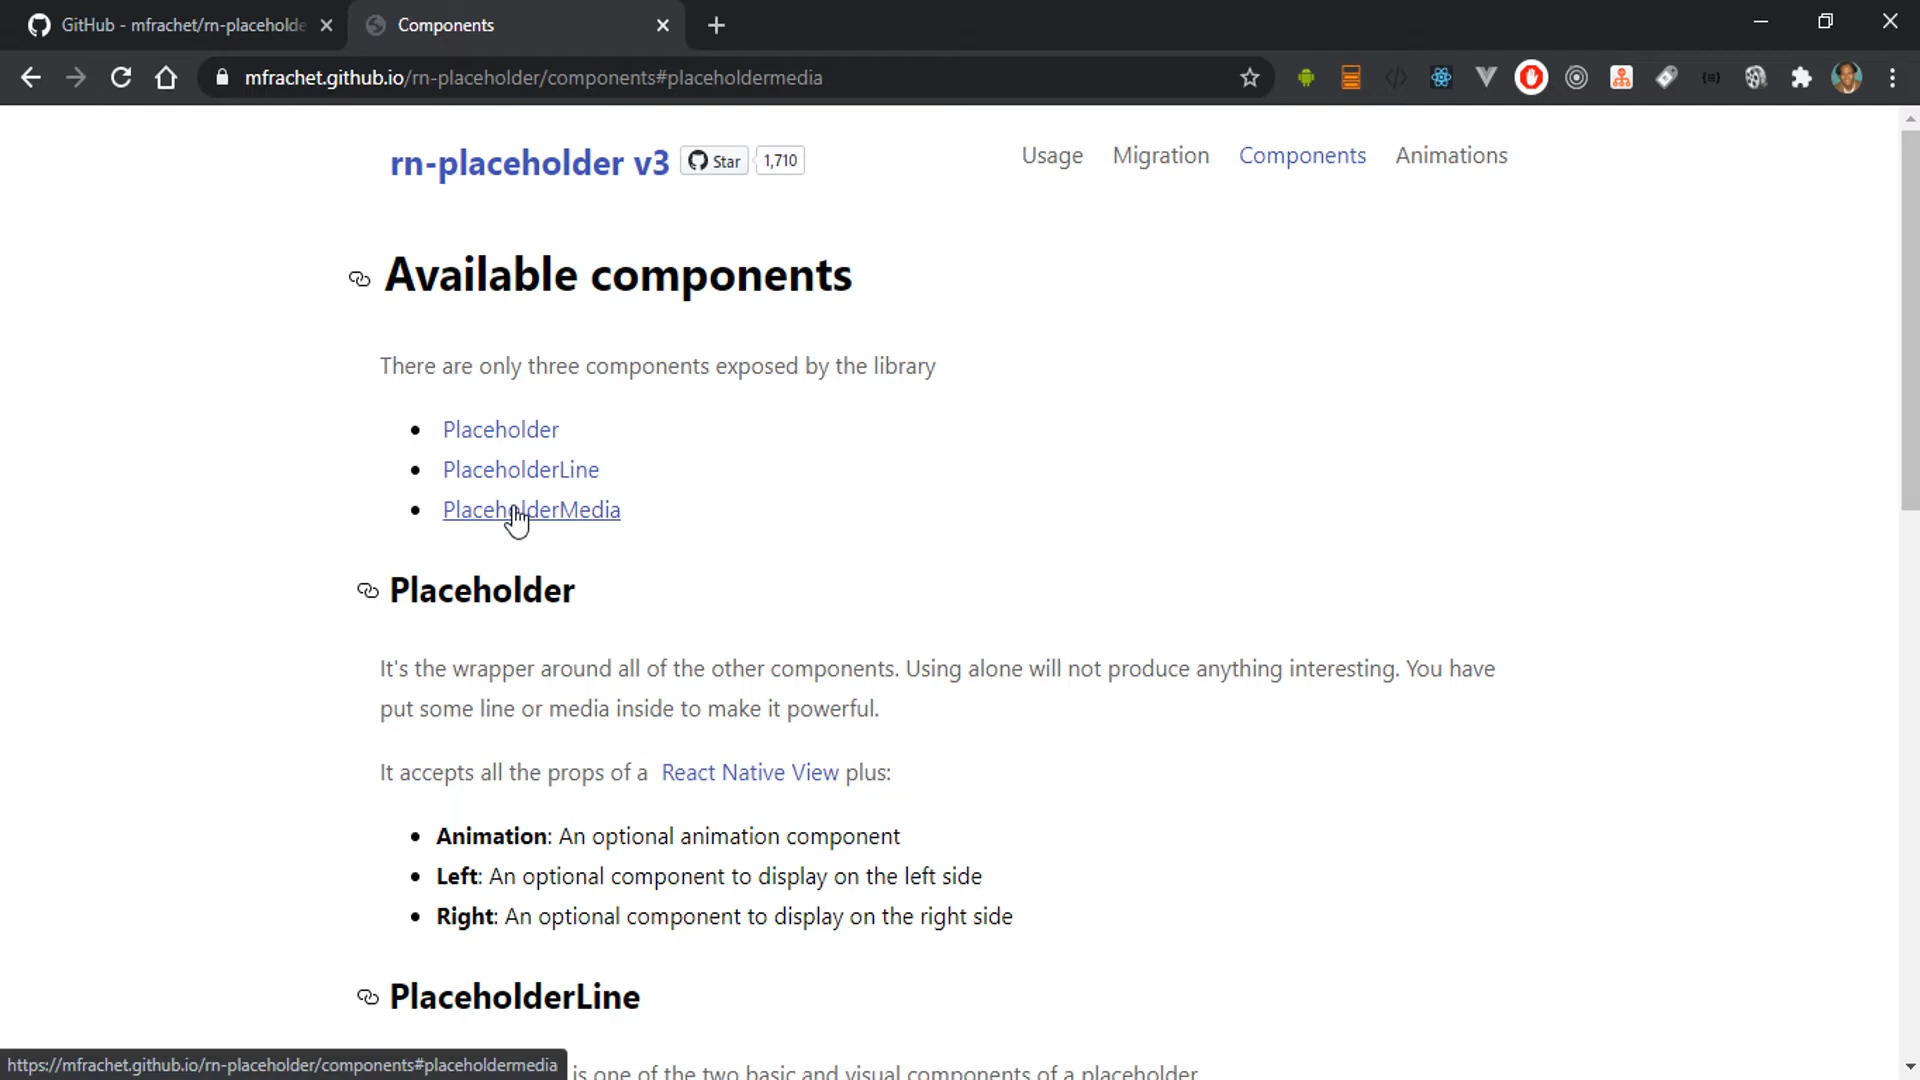 GitHub - mfrachet/rn-placeholde
Components
mfrachet.github.io/rn-placeholder/components#placeholdermedia
rn-placeholder v3
Star
1,710
Usage
Migration
Components
Animations
Available components
There are only three components exposed by the library
Placeholder
PlaceholderLine
PlaceholderMedia
Placeholder
It's the wrapper around all of the other components. Using alone will not produce anything interesting. You have
put some line or media inside to make it powerful.
It accepts all the props of a React Native View plus:
Animation: An optional animation component
Left: An optional component to display on the left side
Right: An optional component to display on the right side
PlaceholderLine
https://mfrachet.github.io/rn-placeholder/components#placeholdermedia
is one of the two basic and visual components of a placeholder